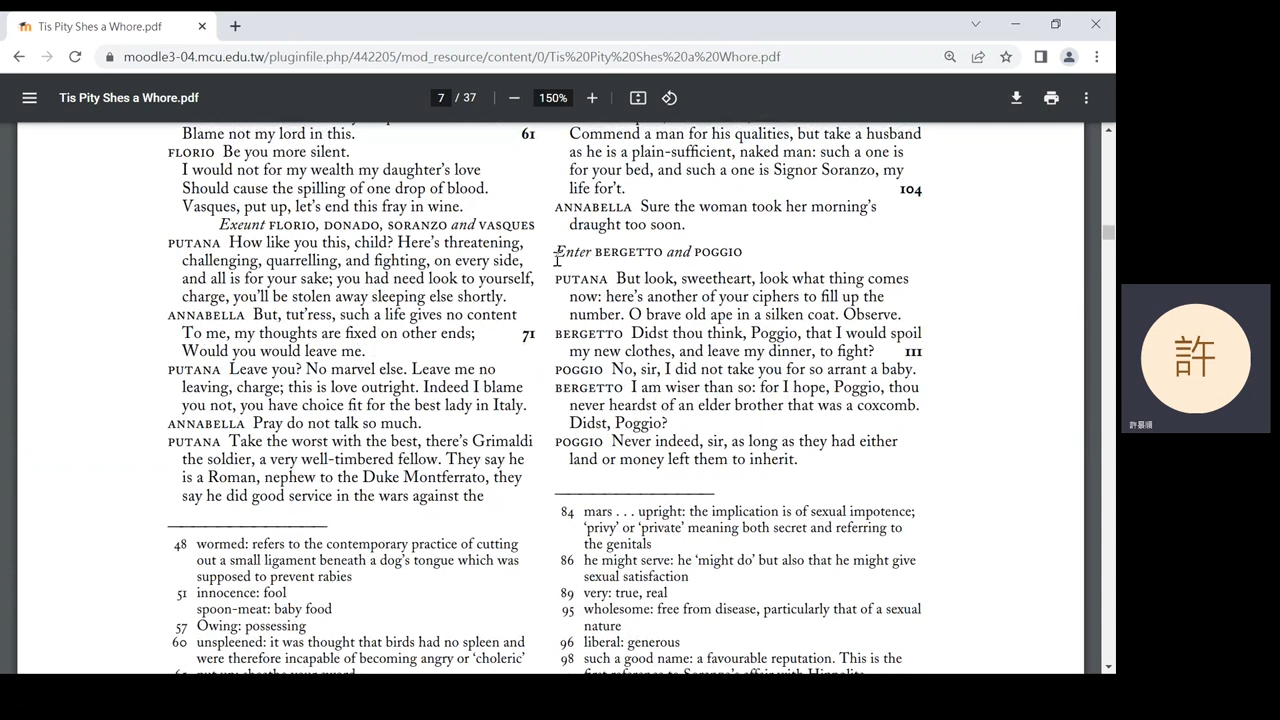 Tis Pity Shes a Whore.pdf
moodle3-04.mcu.edu.tw/pluginfile.php/442205/mod_resource/content/0/Tis%20Pity%20Shes%20a%20Whore.pdf
Tis Pity Shes a Whore.pdf
7 / 37
150%
Blame not my lord in this. 61
FLORIO Be you more silent.
I would not for my wealth my daughter's love
Should cause the spilling of one drop of blood.
Vasques, put up, let's end this fray in wine.
Exeunt FLORIO, DONADO, SORANZO and VASQUES
PUTANA How like you this, child? Here's threatening,
challenging, quarrelling, and fighting, on every side,
and all is for your sake; you had need look to yourself,
charge, you'll be stolen away sleeping else shortly.
ANNABELLA But, tut'ress, such a life gives no content
To me, my thoughts are fixed on other ends; 71
Would you would leave me.
PUTANA Leave you? No marvel else. Leave me no
leaving, charge; this is love outright. Indeed I blame
you not, you have choice fit for the best lady in Italy.
ANNABELLA Pray do not talk so much.
PUTANA Take the worst with the best, there's Grimaldi
the soldier, a very well-timbered fellow. They say he
is a Roman, nephew to the Duke Montferrato, they
say he did good service in the wars against the
48 wormed: refers to the contemporary practice of cutting
out a small ligament beneath a dog's tongue which was
supposed to prevent rabies
51 innocence: fool
spoon-meat: baby food
57 Owing: possessing
60 unspleened: it was thought that birds had no spleen and
were therefore incapable of becoming angry or 'choleric'
Commend a man for his qualities, but take a husband
as he is a plain-sufficient, naked man: such a one is
for your bed, and such a one is Signor Soranzo, my
life for't. 104
ANNABELLA Sure the woman took her morning's
draught too soon.
Enter BERGETTO and POGGIO
PUTANA But look, sweetheart, look what thing comes
now: here's another of your ciphers to fill up the
number. O brave old ape in a silken coat. Observe.
BERGETTO Didst thou think, Poggio, that I would spoil
my new clothes, and leave my dinner, to fight? 111
POGGIO No, sir, I did not take you for so arrant a baby.
BERGETTO I am wiser than so: for I hope, Poggio, thou
never heardst of an elder brother that was a coxcomb.
Didst, Poggio?
POGGIO Never indeed, sir, as long as they had either
land or money left them to inherit.
84 mars . . . upright: the implication is of sexual impotence;
'privy' or 'private' meaning both secret and referring to
the genitals
86 he might serve: he 'might do' but also that he might give
sexual satisfaction
89 very: true, real
95 wholesome: free from disease, particularly that of a sexual
nature
96 liberal: generous
98 such a good name: a favourable reputation. This is the
許
許景順